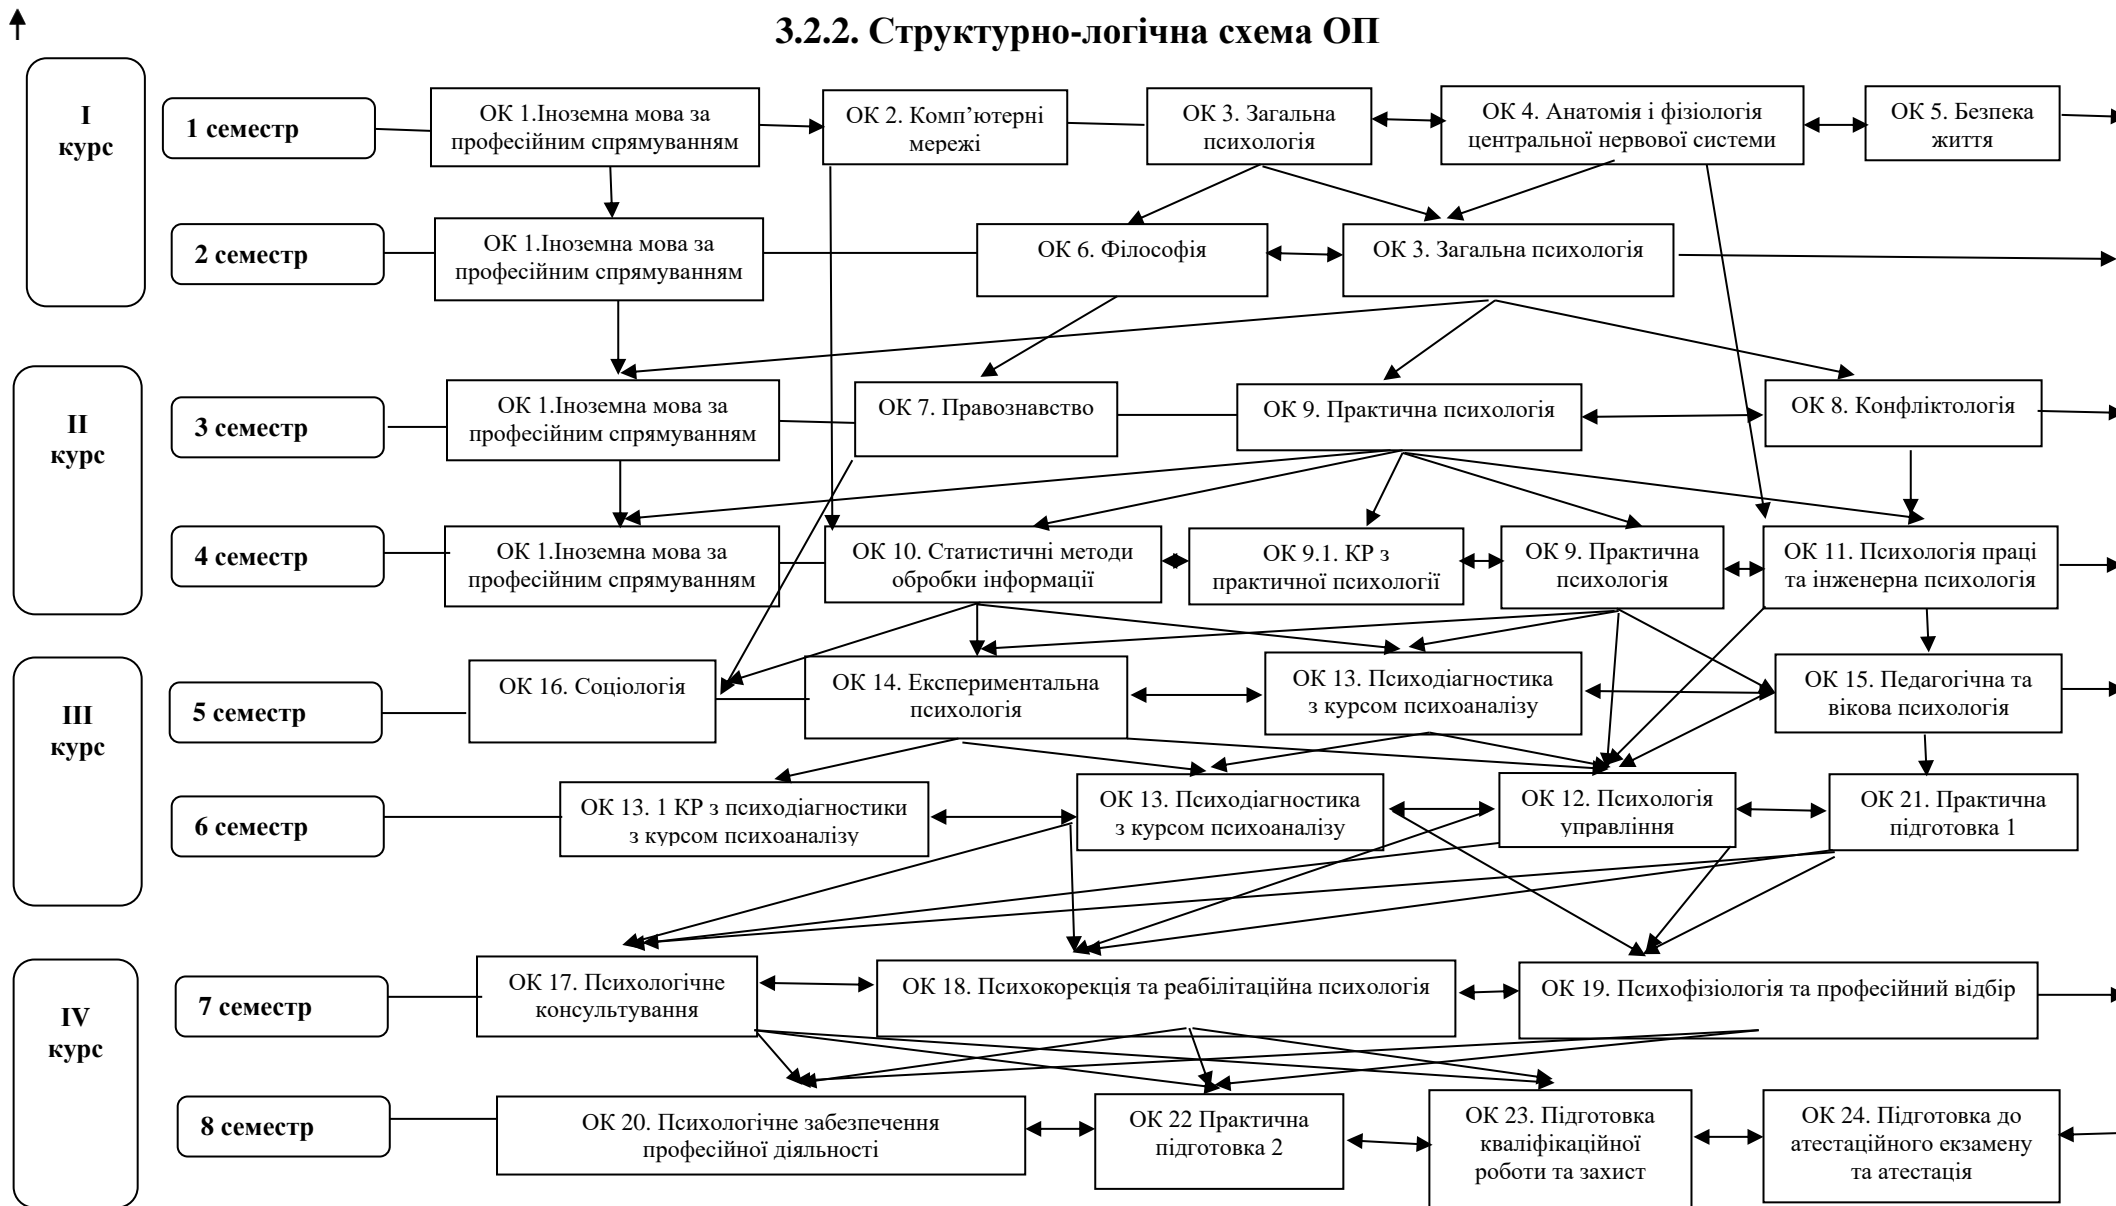 3.2.2. Структурно-логічна схема ОП
І
курс
1 семестр
ОК 1.Іноземна мова за
професійним спрямуванням
ОК 2. Комп’ютерні
мережі
ОК 3. Загальна
психологія
ОК 4. Анатомія і фізіологія
центральної нервової системи
ОК 5. Безпека
життя
2 семестр
ОК 1.Іноземна мова за
професійним спрямуванням
ОК 6. Філософія
ОК 3. Загальна психологія
ІІ
курс
3 семестр
ОК 1.Іноземна мова за
професійним спрямуванням
ОК 7. Правознавство
ОК 9. Практична психологія
ОК 8. Конфліктологія
4 семестр
ОК 1.Іноземна мова за
професійним спрямуванням
ОК 10. Статистичні методи
обробки інформації
ОК 9.1. КР з
практичної психології
ОК 9. Практична
психологія
ОК 11. Психологія праці
та інженерна психологія
ІІІ
курс
5 семестр
ОК 16. Соціологія
ОК 14. Експериментальна
психологія
ОК 13. Психодіагностика
з курсом психоаналізу
ОК 15. Педагогічна та
вікова психологія
6 семестр
ОК 13. 1 КР з психодіагностики
з курсом психоаналізу
ОК 13. Психодіагностика
з курсом психоаналізу
ОК 12. Психологія
управління
ОК 21. Практична
підготовка 1
IV
курс
7 семестр
ОК 17. Психологічне
консультування
ОК 18. Психокорекція та реабілітаційна психологія
ОК 19. Психофізіологія та професійний відбір
8 семестр
ОК 20. Психологічне забезпечення
професійної діяльності
ОК 22 Практична
підготовка 2
ОК 23. Підготовка
кваліфікаційної
роботи та захист
ОК 24. Підготовка до
атестаційного екзамену
та атестація